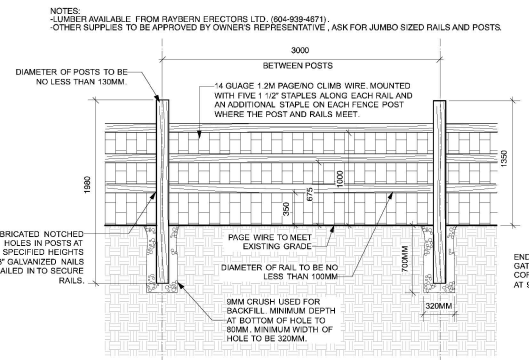 NOTES:
-LUMBER AVAILABLE FROM RAYBERN ERECTORS LTD. (604-939-4671).
-OTHER SUPPLIES TO BE APPROVED BY OWNER'S REPRESENTATIVE, ASK FOR JUMBO SIZED RAILS AND POSTS.
3000
BETWEEN POSTS
DIAMETER OF POSTS TO BE
NO LESS THAN 130MM.
14 GUAGE 1.2M PAGE/NO CLIMB WIRE. MOUNTED
WITH FIVE 1 1/2" STAPLES ALONG EACH RAIL AND
AN ADDITIONAL STAPLE ON EACH FENCE POST
WHERE THE POST AND RAILS MEET.
1980
1350
1000
675
350
BRICATED NOTCHED
HOLES IN POSTS AT
SPECIFIED HEIGHTS
3" GALVANIZED NAILS
AILED IN TO SECURE
RAILS.
PAGE WIRE TO MEET
EXISTING GRADE
DIAMETER OF RAIL TO BE NO
LESS THAN 100MM
700MM
320MM
9MM CRUSH USED FOR
BACKFILL. MINIMUM DEPTH
AT BOTTOM OF HOLE TO
80MM. MINIMUM WIDTH OF
HOLE TO BE 320MM.
END
GAT
COR
AT 9